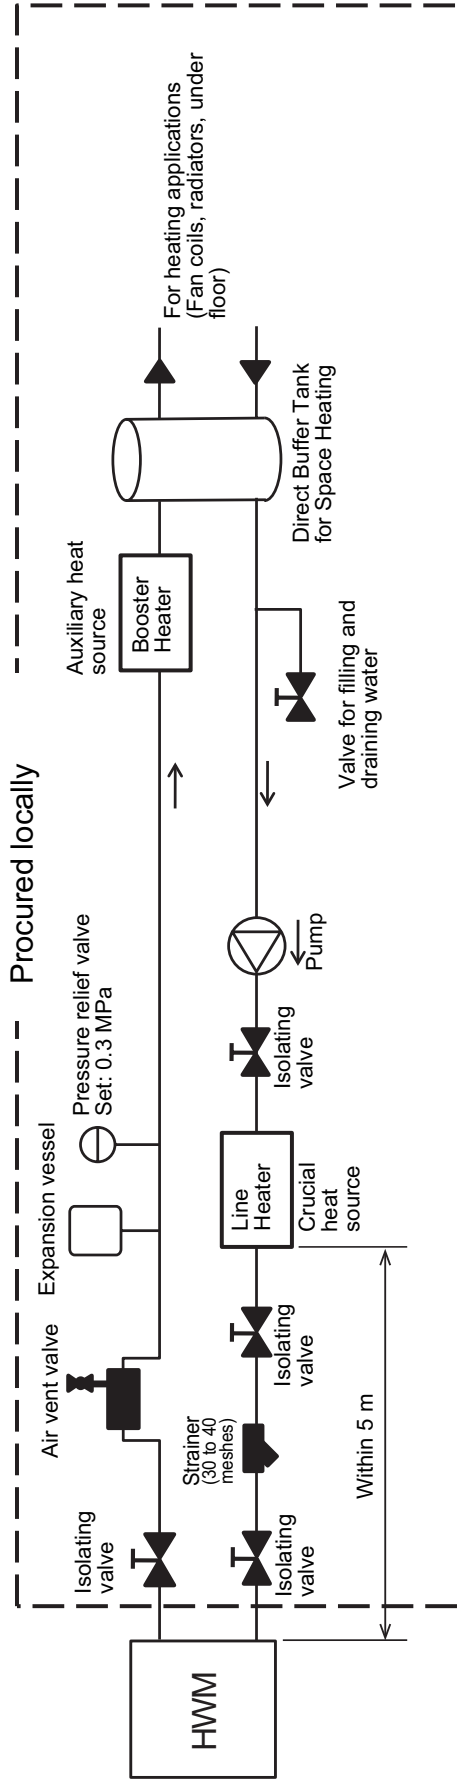 Procured locally
Isolating
valve
Air vent valve
Expansion vessel
Pressure relief valve
Set: 0.3 MPa
Auxiliary heat
source
Booster
Heater
For heating applications
(Fan coils, radiators, under
floor)
HWM
Isolating
valve
Strainer
(30 to 40
meshes)
Isolating
valve
Line
Heater
Crucial
heat
source
Isolating
valve
Pump
Valve for filling and
draining water
Direct Buffer Tank
for Space Heating
Within 5 m